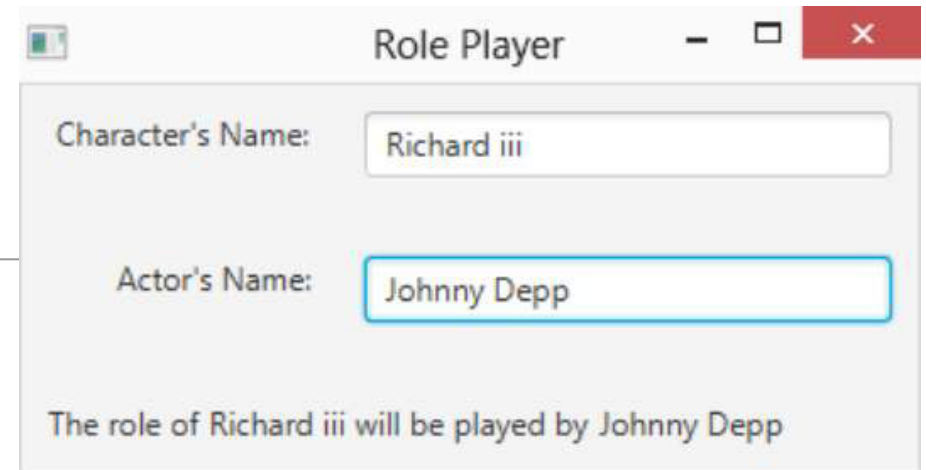 Role Player
Character's Name: Richard iii
Actor's Name: Johnny Depp
The role of Richard iii will be played by Johnny Depp